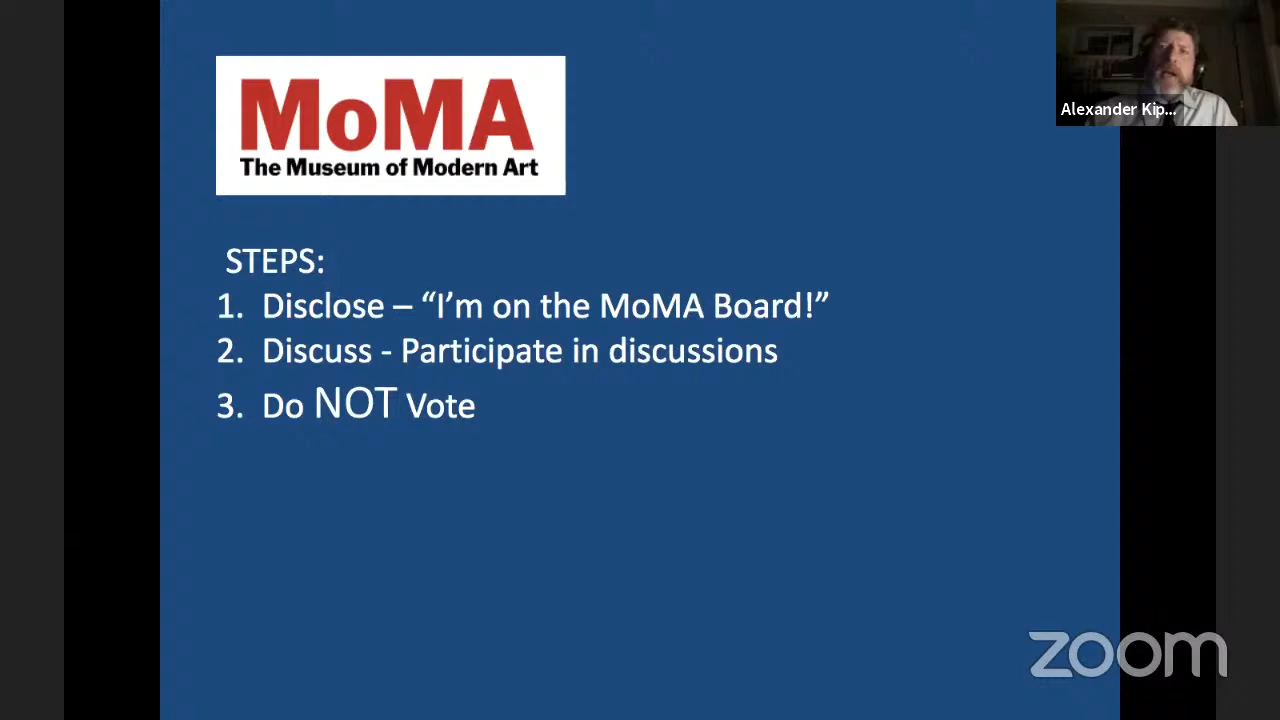 MoMA
The Museum of Modern Art
Alexander Kip...
STEPS:
1. Disclose – “I’m on the MoMA Board!”
2. Discuss - Participate in discussions
3. Do NOT Vote
zoom